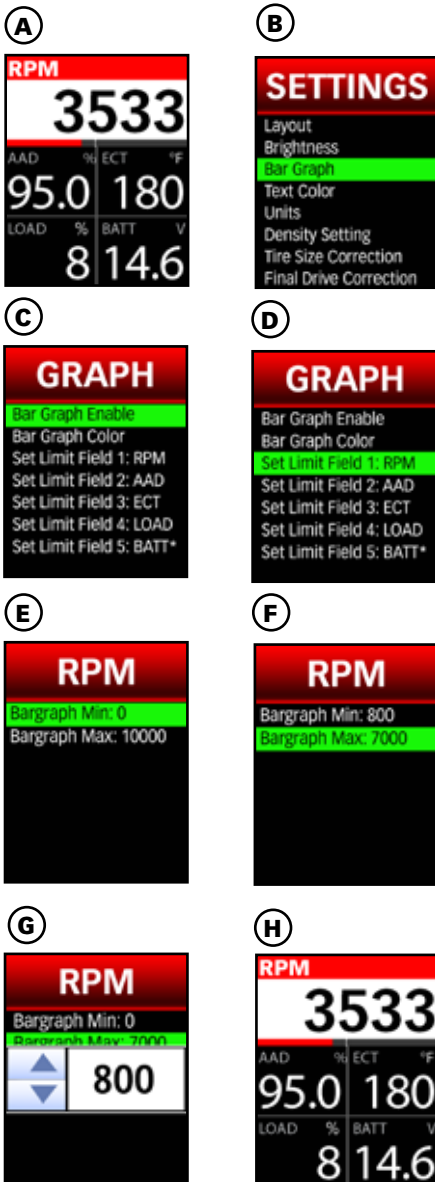 A
RPM
3533
AAD % ECT °F
95.0 180
LOAD % BATT V
8 14.6
B
SETTINGS
Layout
Brightness
Bar Graph
Text Color
Units
Density Setting
Tire Size Correction
Final Drive Correction
C
GRAPH
Bar Graph Enable
Bar Graph Color
Set Limit Field 1: RPM
Set Limit Field 2: AAD
Set Limit Field 3: ECT
Set Limit Field 4: LOAD
Set Limit Field 5: BATT*
D
GRAPH
Bar Graph Enable
Bar Graph Color
Set Limit Field 1: RPM
Set Limit Field 2: AAD
Set Limit Field 3: ECT
Set Limit Field 4: LOAD
Set Limit Field 5: BATT*
E
RPM
Bargraph Min: 0
Bargraph Max: 10000
F
RPM
Bargraph Min: 800
Bargraph Max: 7000
G
RPM
Bargraph Min: 0
Bargraph Max: 7000
800
H
RPM
3533
AAD % ECT °F
95.0 180
LOAD % BATT V
8 14.6